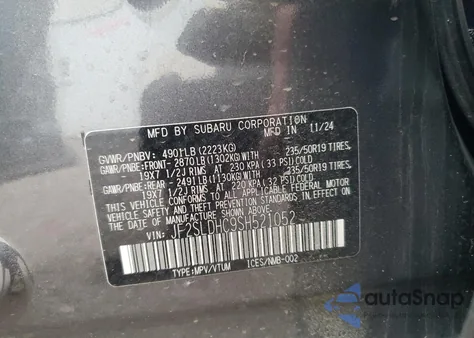 MFD BY SUBARU CORPORATION
MFD IN 11/24
GVWR/PNBV: 4901LB (2223KG)
GAWR/PNBE:FRONT- 2870LB(1302KG)WITH 235/50R19 TIRES,
19X7 1/2J RIMS AT 230 KPA(33 PSI)COLD
GAWR/PNBE:REAR - 2491LB(1130KG)WITH 235/50R19 TIRES,
19X7 1/2J RIMS AT 220 KPA(32 PSI)COLD
THIS VEHICLE CONFORMS TO ALL APPLICABLE FEDERAL MOTOR
VEHICLE SAFETY, BUMPER, AND THEFT PREVENTION STANDARDS
IN EFFECT ON THE DATE OF MANUFACTURE SHOWN ABOVE.
VIN: JF2SLDHC9SH521052
TYPE:MPV/VTUM ICES/NMB-002
autoSnap